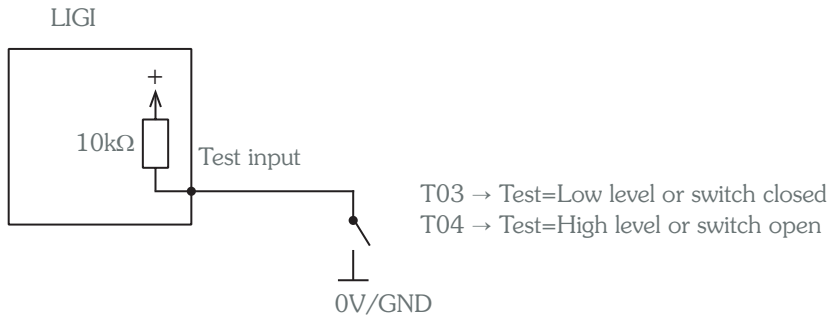 LIGI
+
10kΩ
Test input
T03 → Test=Low level or switch closed
T04 → Test=High level or switch open
0V/GND